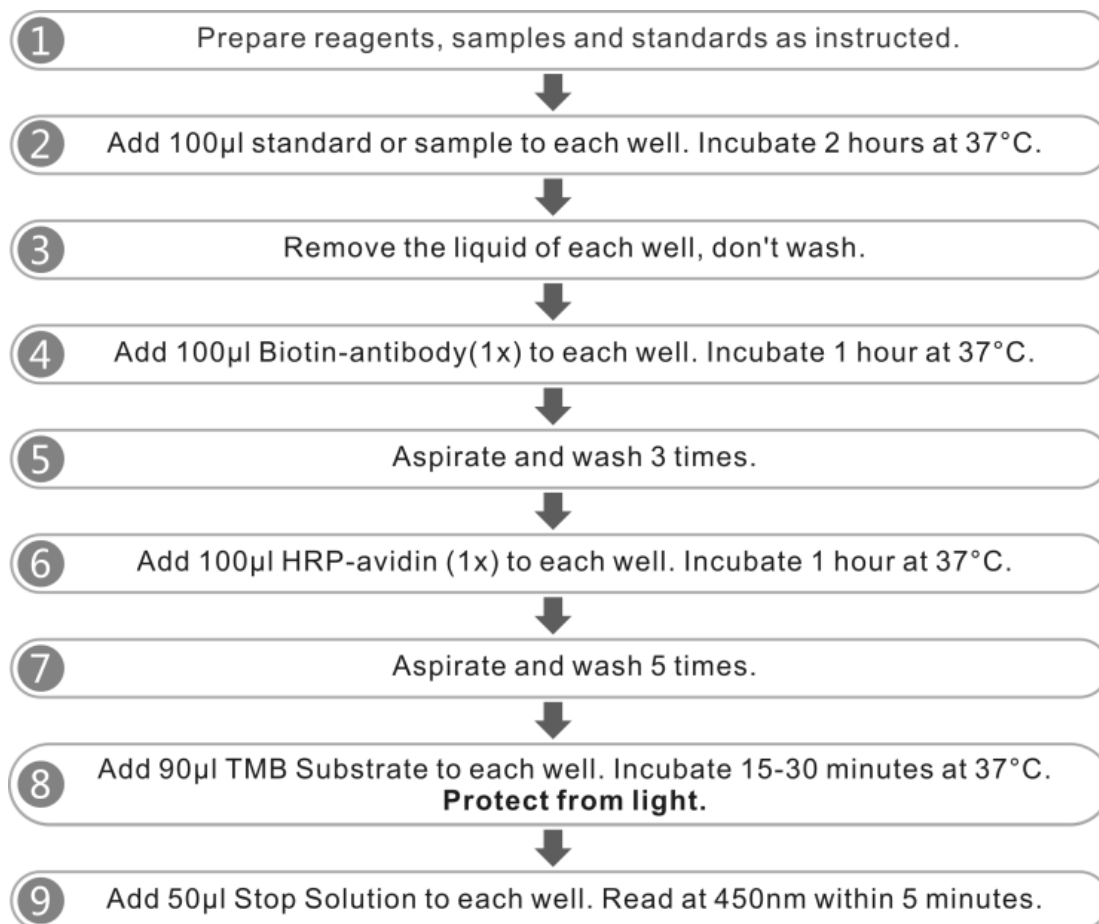 1 Prepare reagents, samples and standards as instructed.
2 Add 100µl standard or sample to each well. Incubate 2 hours at 37°C.
3 Remove the liquid of each well, don't wash.
4 Add 100µl Biotin-antibody(1x) to each well. Incubate 1 hour at 37°C.
5 Aspirate and wash 3 times.
6 Add 100µl HRP-avidin (1x) to each well. Incubate 1 hour at 37°C.
7 Aspirate and wash 5 times.
8 Add 90µl TMB Substrate to each well. Incubate 15-30 minutes at 37°C.
Protect from light.
9 Add 50µl Stop Solution to each well. Read at 450nm within 5 minutes.